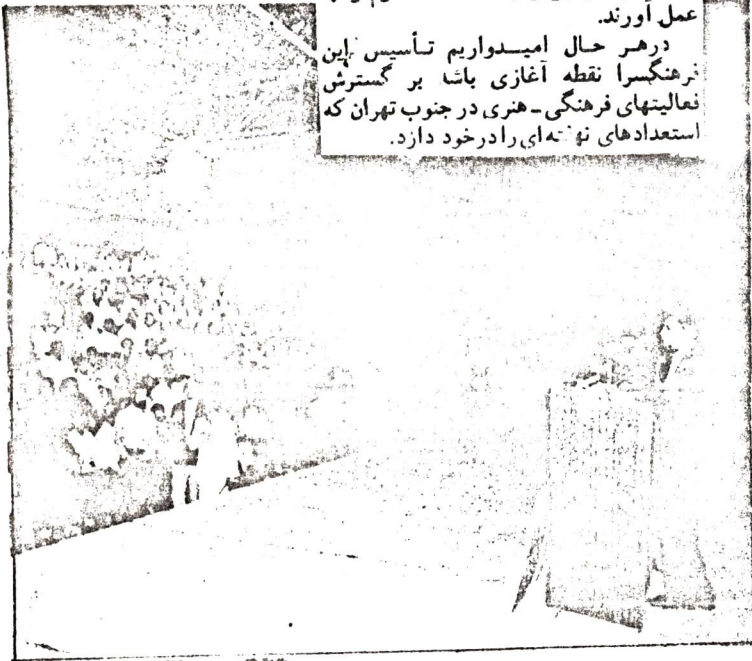 عمل آورند.
درهر حال امیدواریم تأسیس این
فرهنگسرا نقطه آغازی باشد بر گسترش
فعالیتهای فرهنگی ـ هنری در جنوب تهران که
استعدادهای نهفته‌ای را در خود دارد.